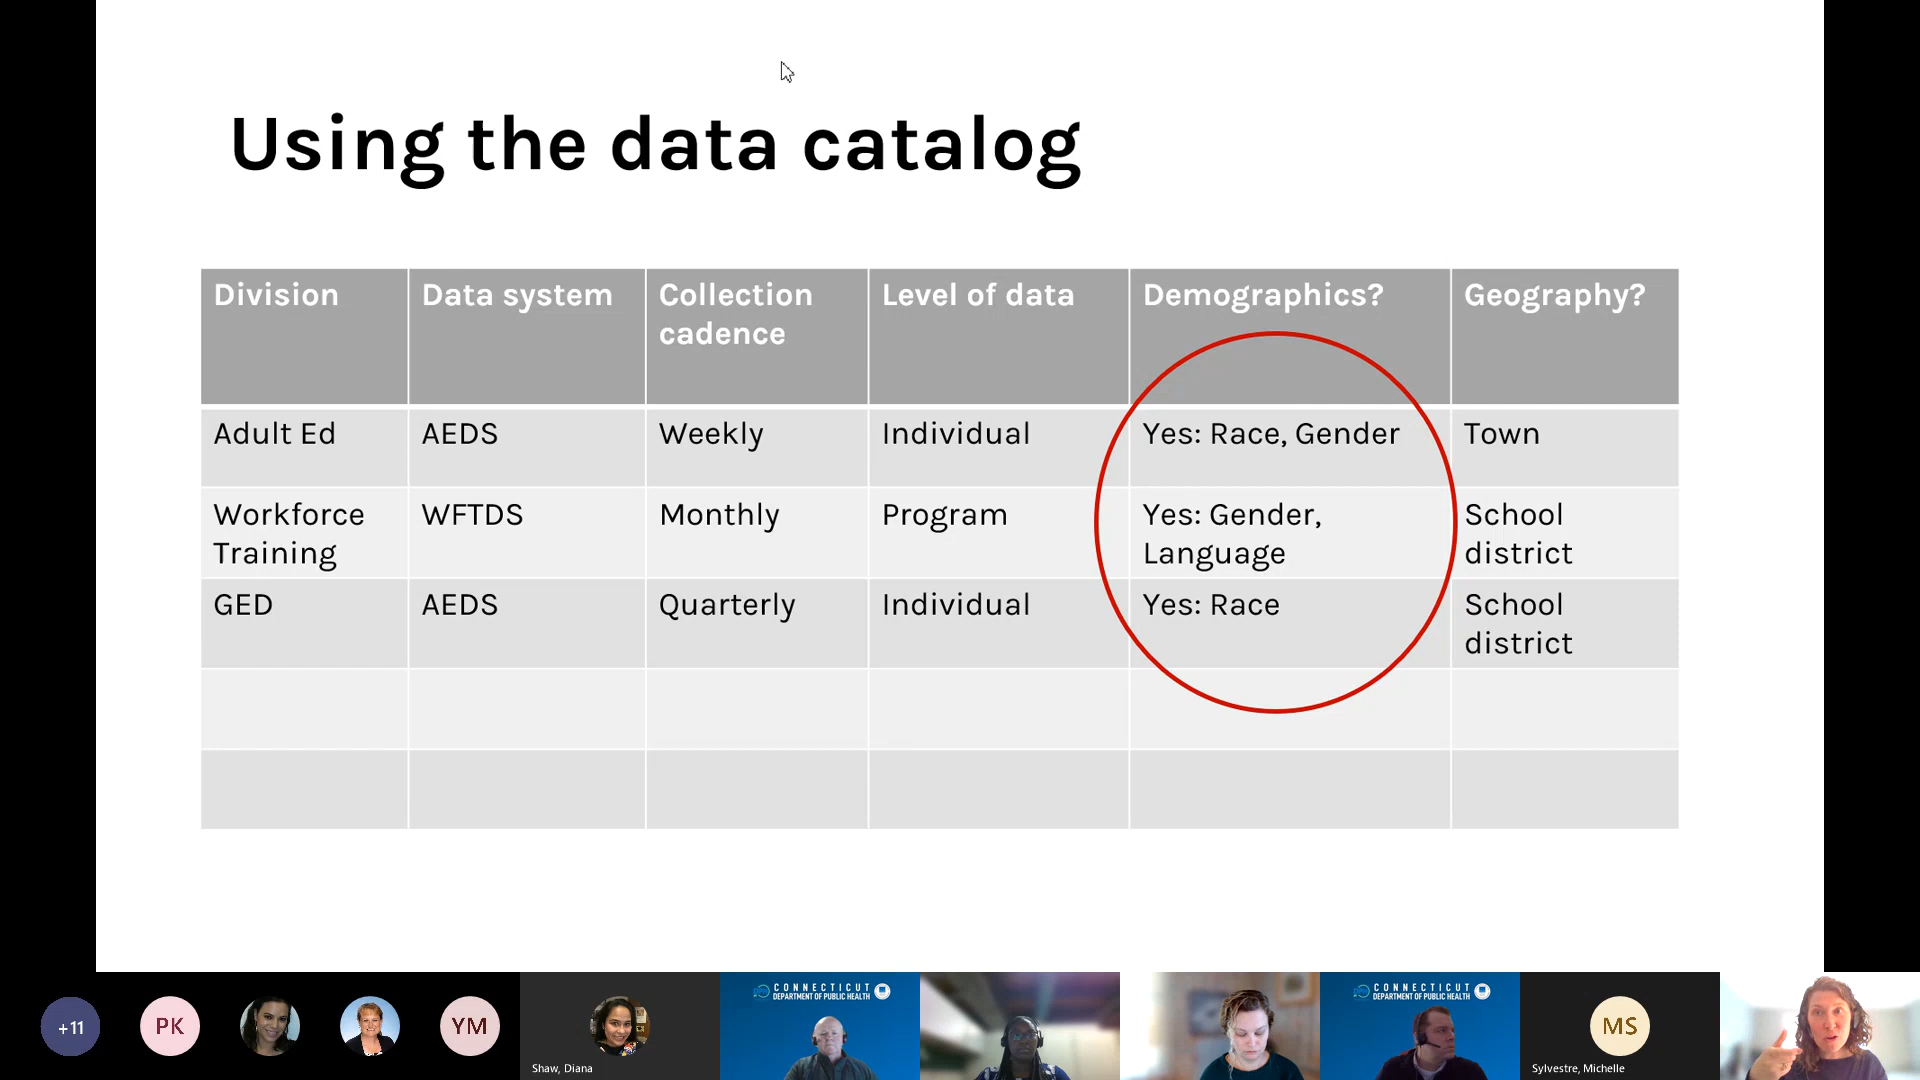 Using the data catalog
Division
Data system
Collection
cadence
Level of data
Demographics?
Geography?
Adult Ed
AEDS
Weekly
Individual
Yes: Race, Gender
Town
Workforce
Training
WFTDS
Monthly
Program
Yes: Gender,
Language
School
district
GED
AEDS
Quarterly
Individual
Yes: Race
School
district
+11
PK
YM
Shaw, Diana
CONNECTICUT
DEPARTMENT OF PUBLIC HEALTH
CONNECTICUT
DEPARTMENT OF PUBLIC HEALTH
MS
Sylvestre, Michelle